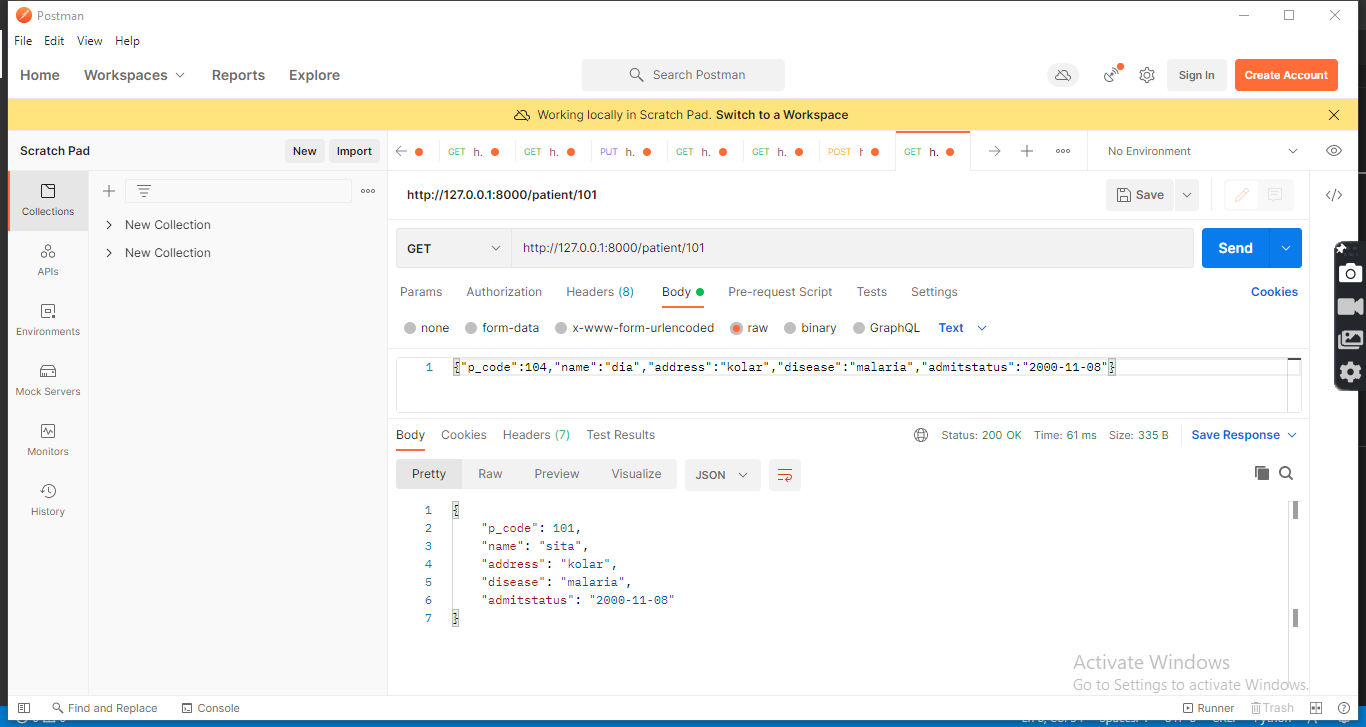 Postman
File Edit View Help
Home Workspaces Reports Explore Search Postman Sign In Create Account
Working locally in Scratch Pad. Switch to a Workspace
Scratch Pad New Import GET h. GET h. PUT h. GET h. GET h. POST h GET h. No Environment
http://127.0.0.1:8000/patient/101 Save
Collections
New Collection
New Collection
APIs
Environments
Mock Servers
Monitors
History
GET http://127.0.0.1:8000/patient/101 Send
Params Authorization Headers (8) Body Pre-request Script Tests Settings Cookies
none form-data x-www-form-urlencoded raw binary GraphQL Text
1 {"p_code":104,"name":"dia","address":"kolar","disease":"malaria","admitstatus":"2000-11-08"}
Body Cookies Headers (7) Test Results Status: 200 OK Time: 61 ms Size: 335 B Save Response
Pretty Raw Preview Visualize JSON
1 {
2 "p_code": 101,
3 "name": "sita",
4 "address": "kolar",
5 "disease": "malaria",
6 "admitstatus": "2000-11-08"
7 }
Activate Windows
Go to Settings to activate Windows.
Find and Replace Console Runner Trash